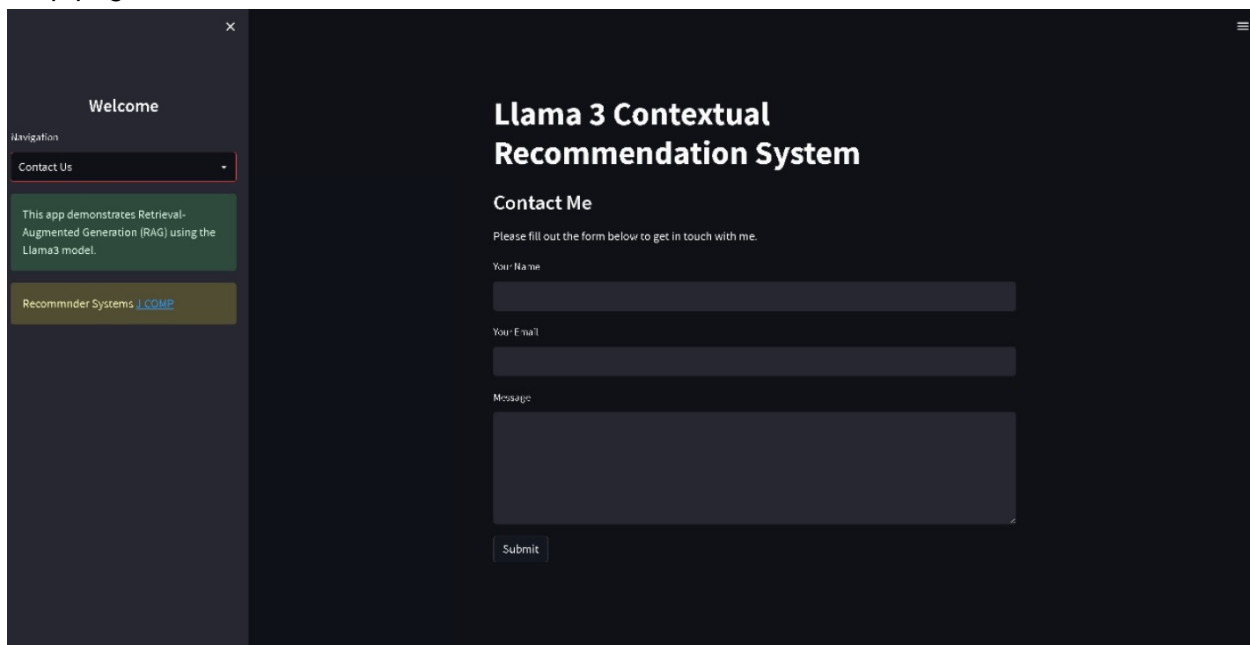 Welcome
Navigation
Contact Us
This app demonstrates Retrieval-
Augmented Generation (RAG) using the
Llama3 model.
Recommnder Systems J COMP
Llama 3 Contextual
Recommendation System
Contact Me
Please fill out the form below to get in touch with me.
Your Name
Your Email
Message
Submit